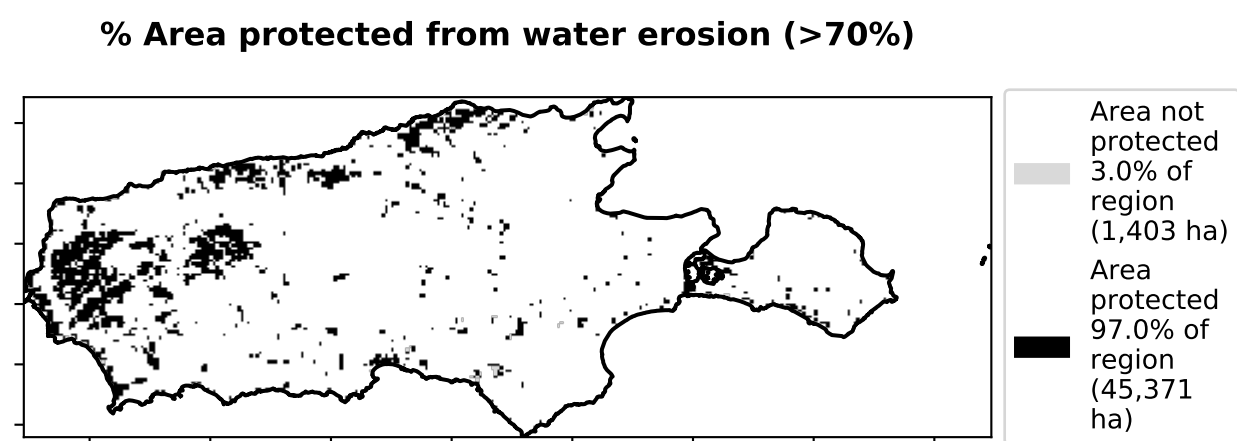 % Area protected from water erosion (>70%)
Area not
protected
3.0% of
region
(1,403 ha)
Area
protected
97.0% of
region
(45,371
ha)